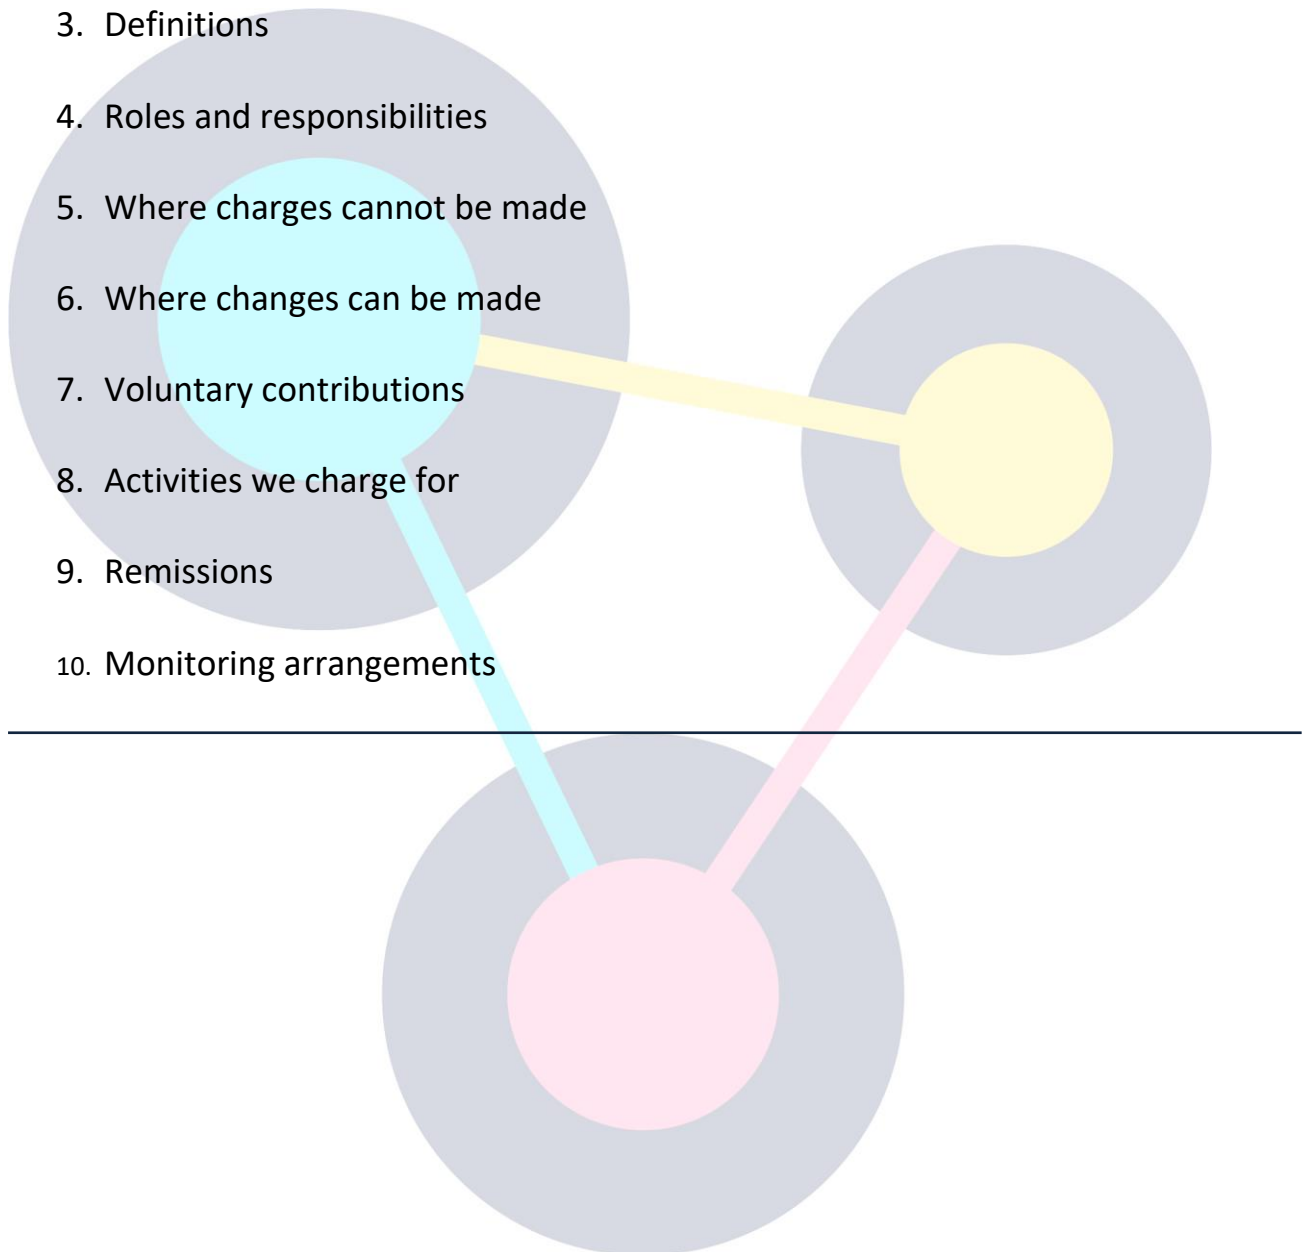 3. Definitions
4. Roles and responsibilities
5. Where charges cannot be made
6. Where changes can be made
7. Voluntary contributions
8. Activities we charge for
9. Remissions
10. Monitoring arrangements